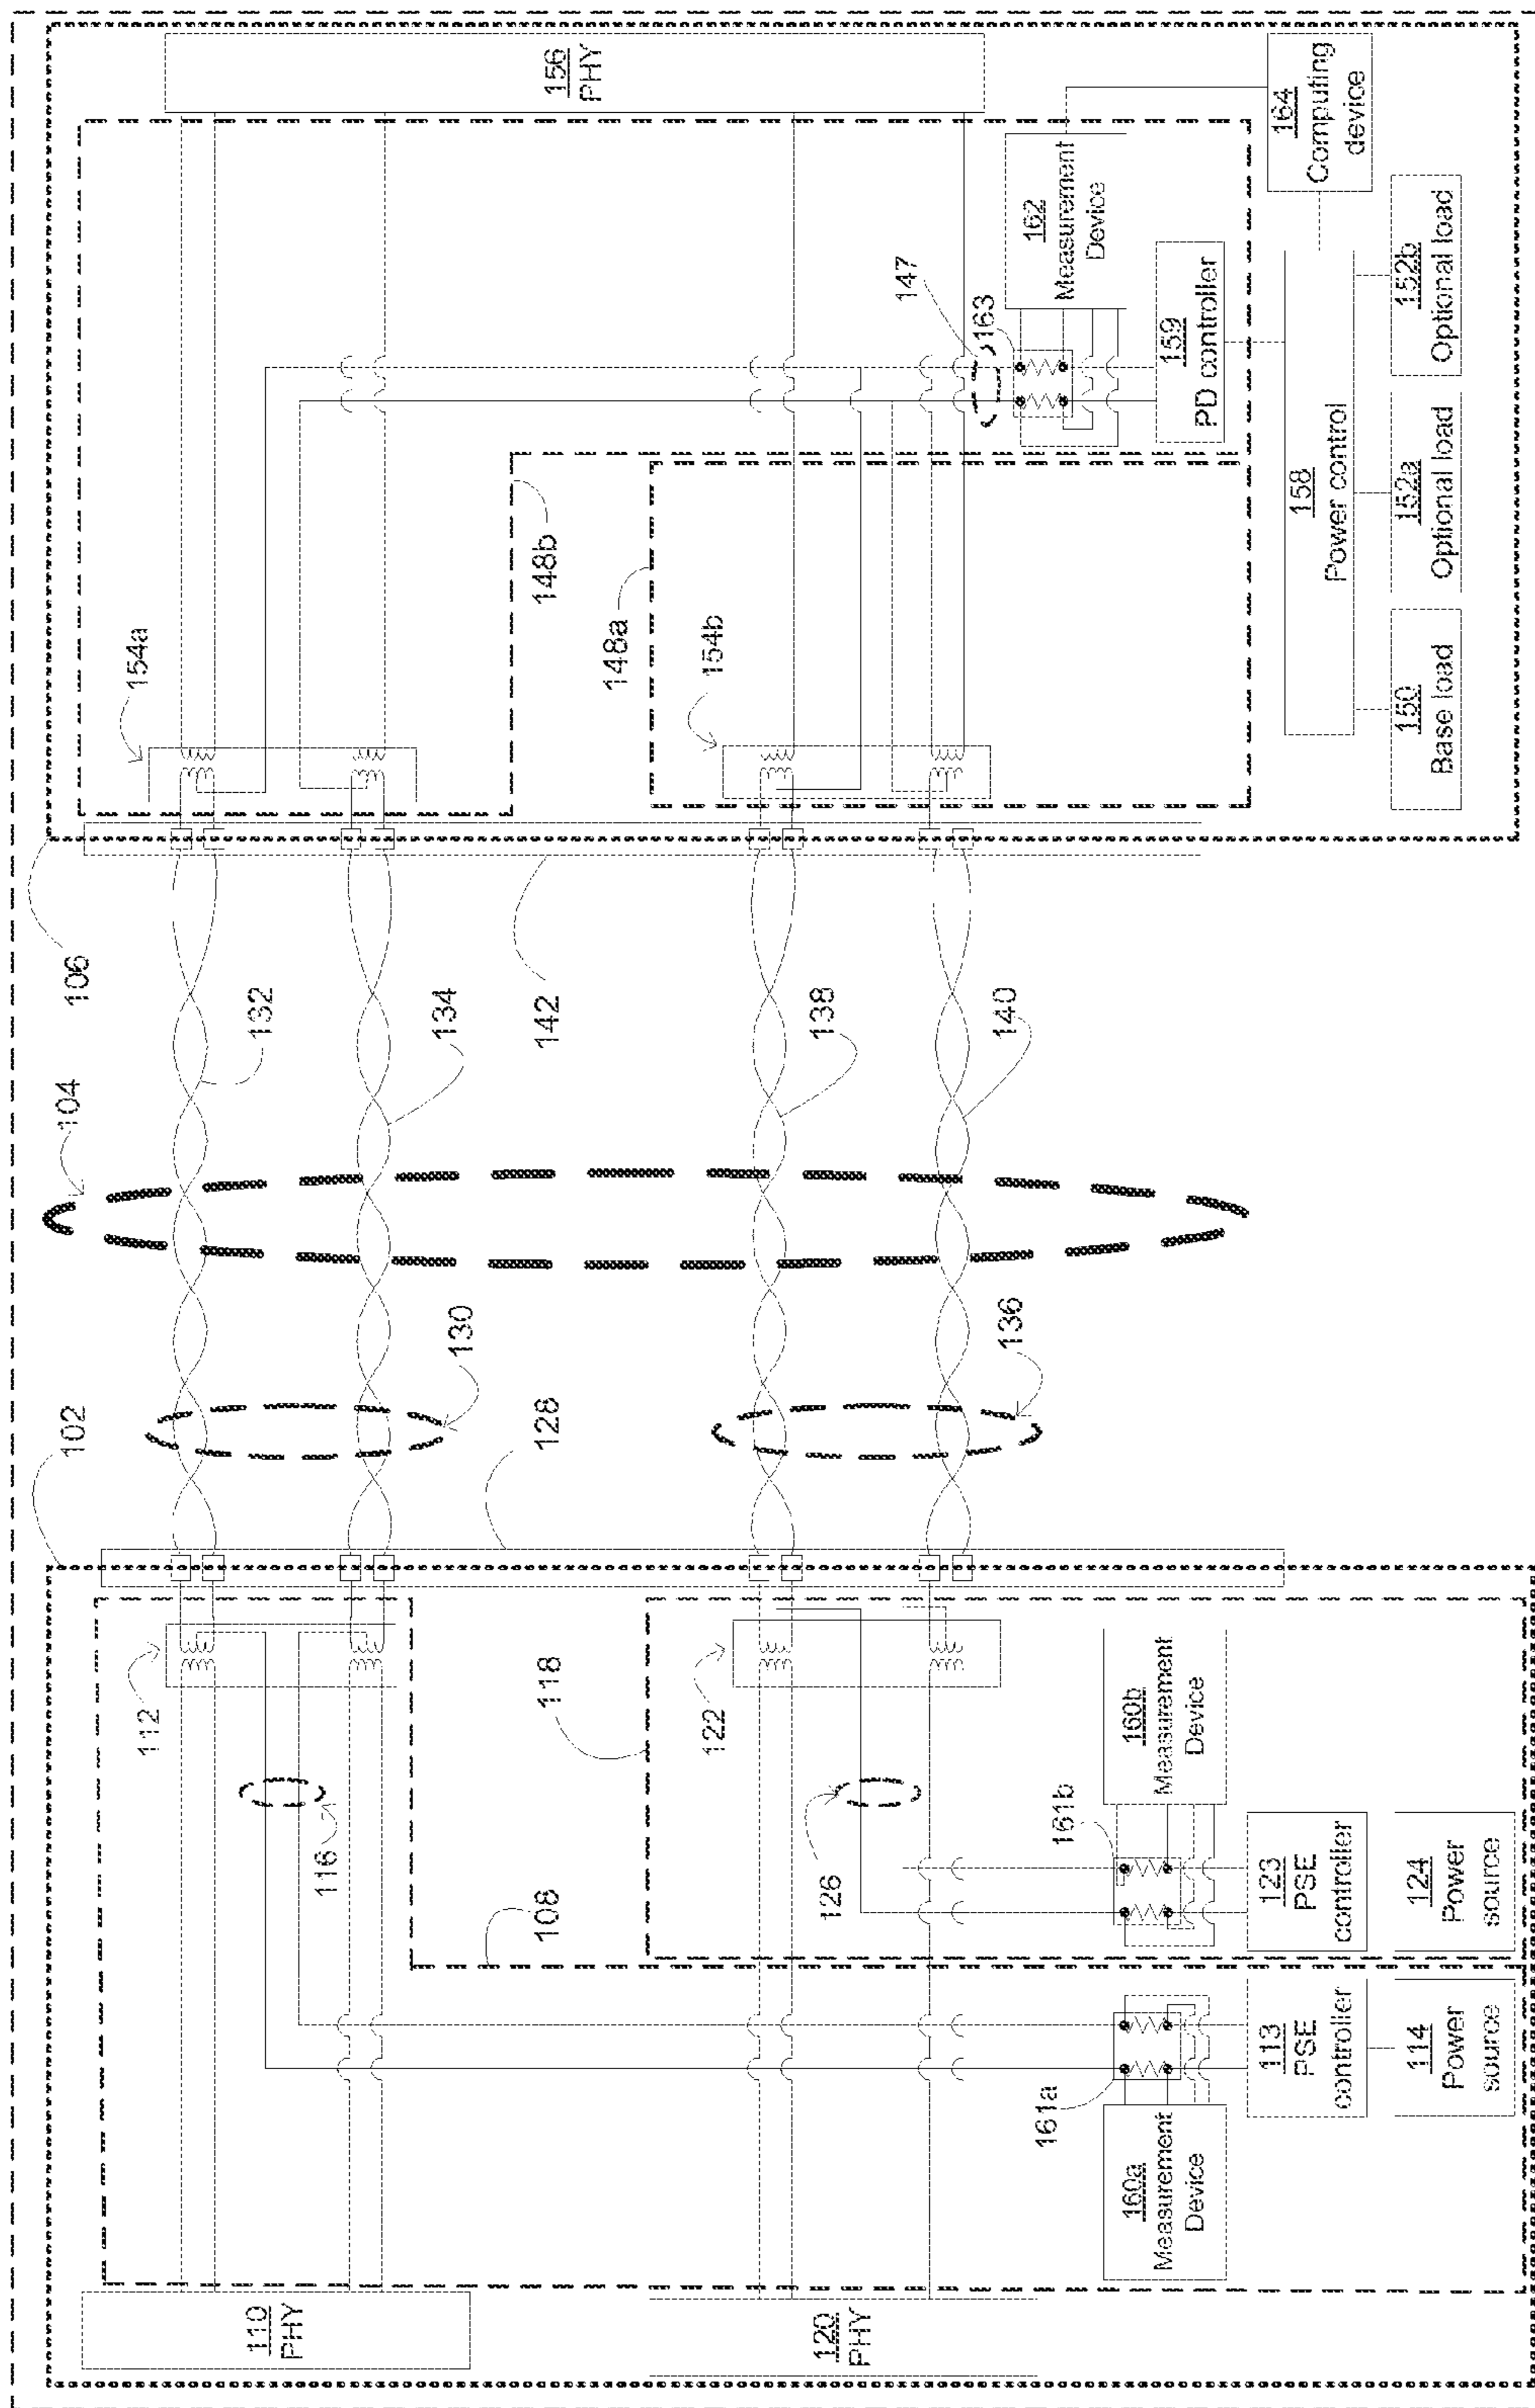 102
104
106
110
PHY
112
116
108
118
120
PHY
122
126
128
130
132
134
136
138
140
142
154a
148b
148a
154b
156
PHY
147
163
162
Measurement
Device
159
PD controller
164
Computing
device
158
Power control
150
Base load
152a
Optional load
152b
Optional load
161a
160a
Measurement
Device
161b
160b
Measurement
Device
113
PSE
controller
114
Power
source
123
PSE
controller
124
Power
source